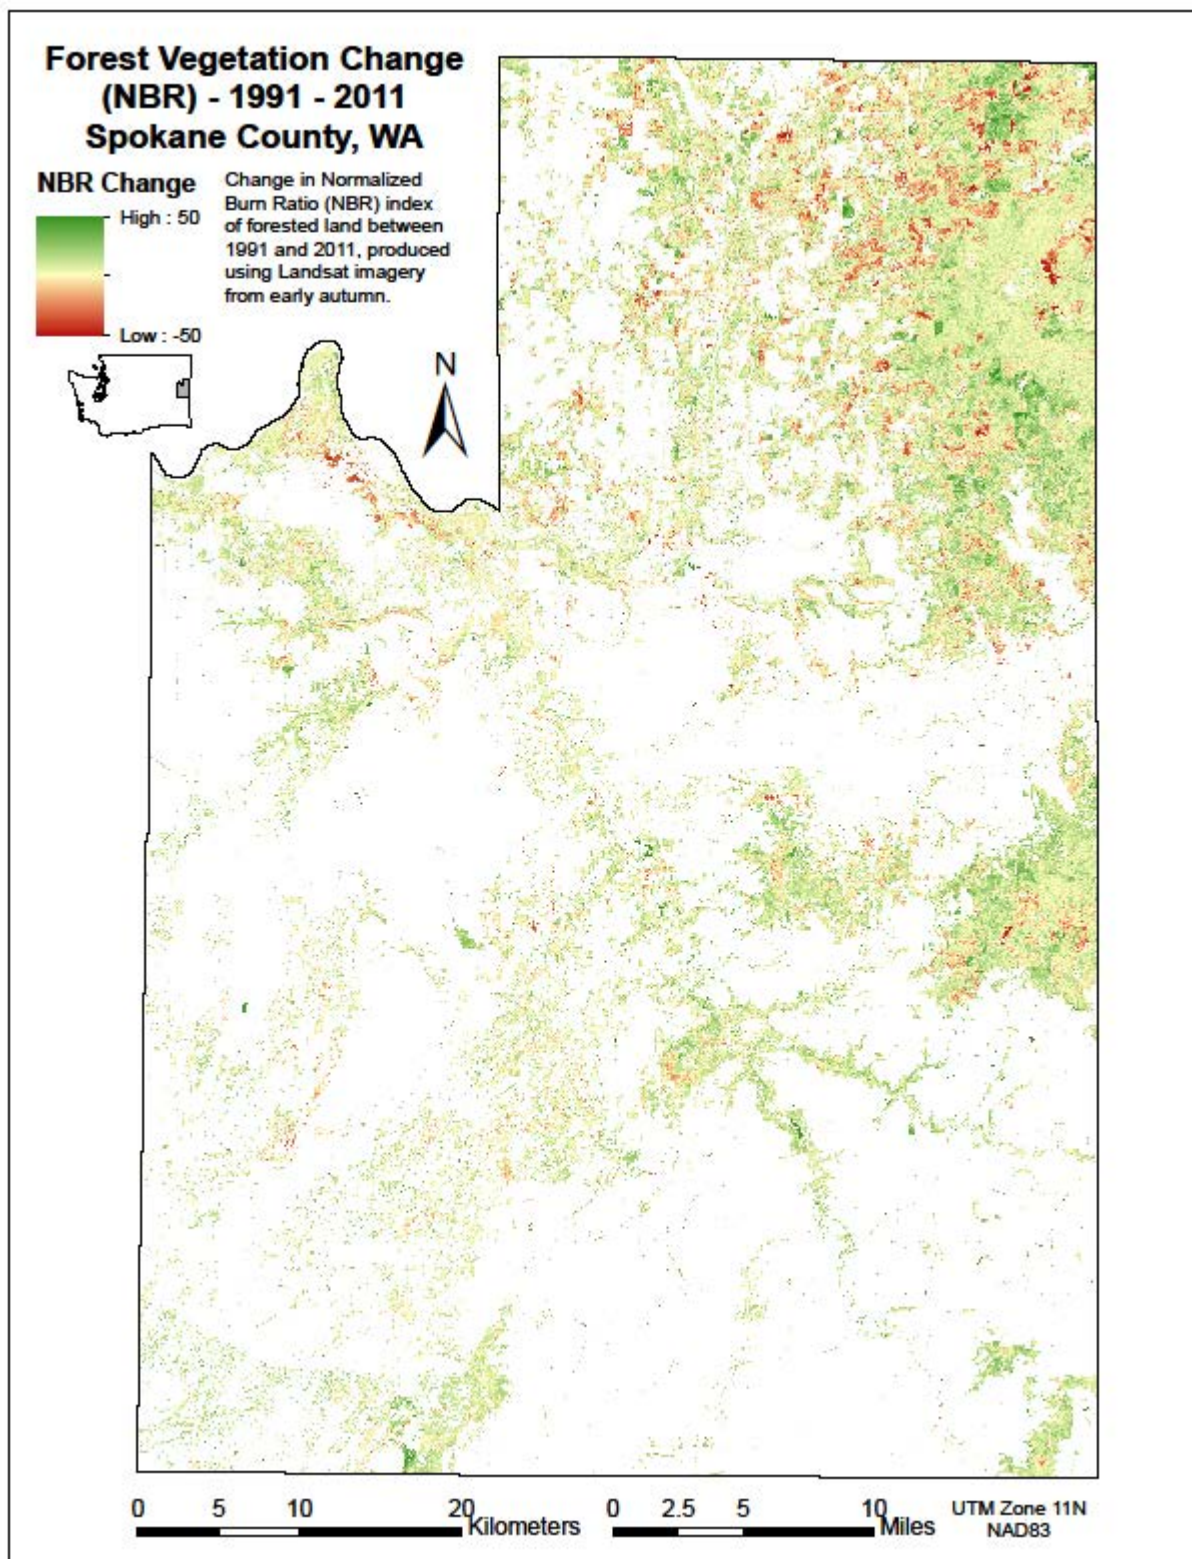 Forest Vegetation Change
(NBR) - 1991 - 2011
Spokane County, WA
NBR Change
High : 50
Low : -50
Change in Normalized
Burn Ratio (NBR) index
of forested land between
1991 and 2011, produced
using Landsat imagery
from early autumn.
N
0 5 10 20 Kilometers
0 2.5 5 10 Miles
UTM Zone 11N
NAD83